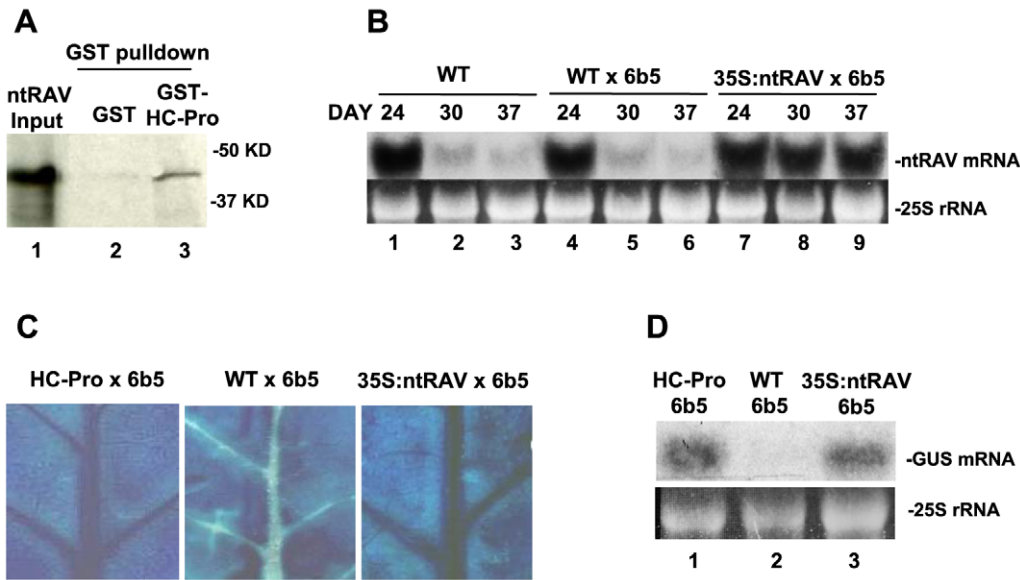 A
GST pulldown
ntRAV Input
GST
GST-HC-Pro
-50 KD
-37 KD
1 2 3
B
WT WT x 6b5 35S:ntRAV x 6b5
DAY 24 30 37 24 30 37 24 30 37
-ntRAV mRNA
-25S rRNA
1 2 3 4 5 6 7 8 9
C
HC-Pro x 6b5 WT x 6b5 35S:ntRAV x 6b5
D
HC-Pro WT 35S:ntRAV
6b5 6b5 6b5
-GUS mRNA
-25S rRNA
1 2 3